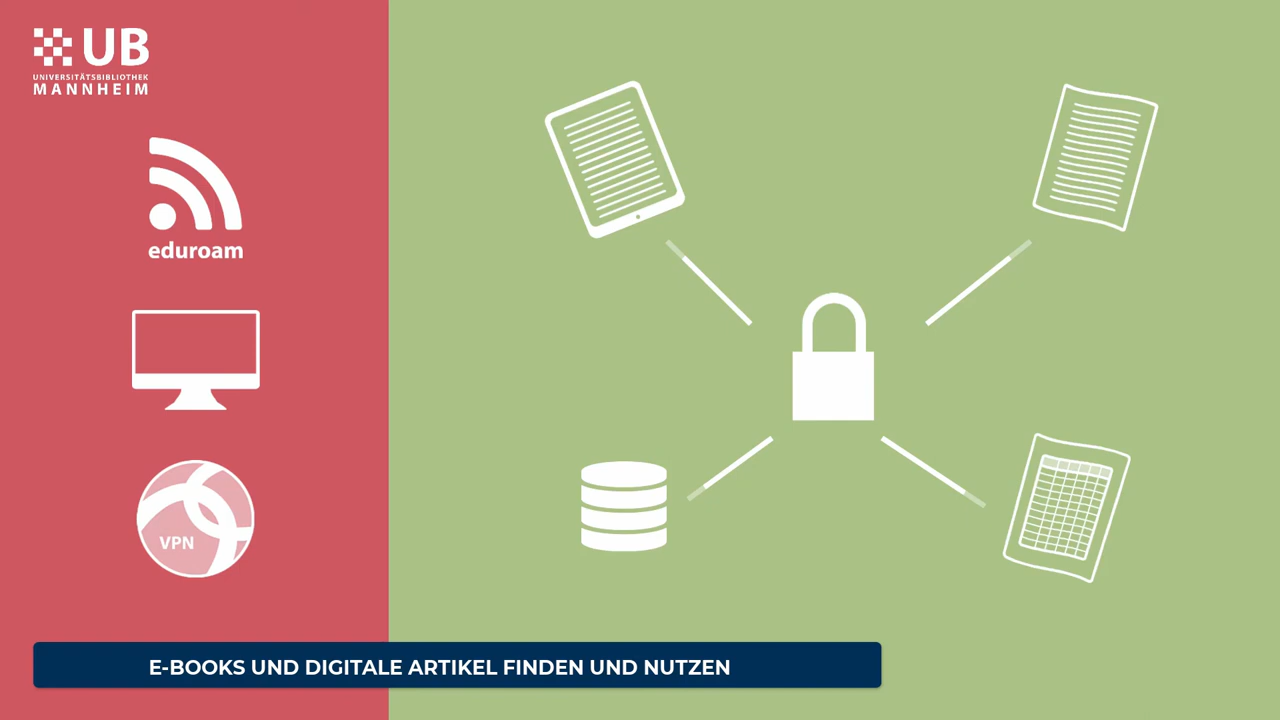 UB
UNIVERSITÄTSBIBLIOTHEK
MANNHEIM
eduroam
VPN
E-BOOKS UND DIGITALE ARTIKEL FINDEN UND NUTZEN